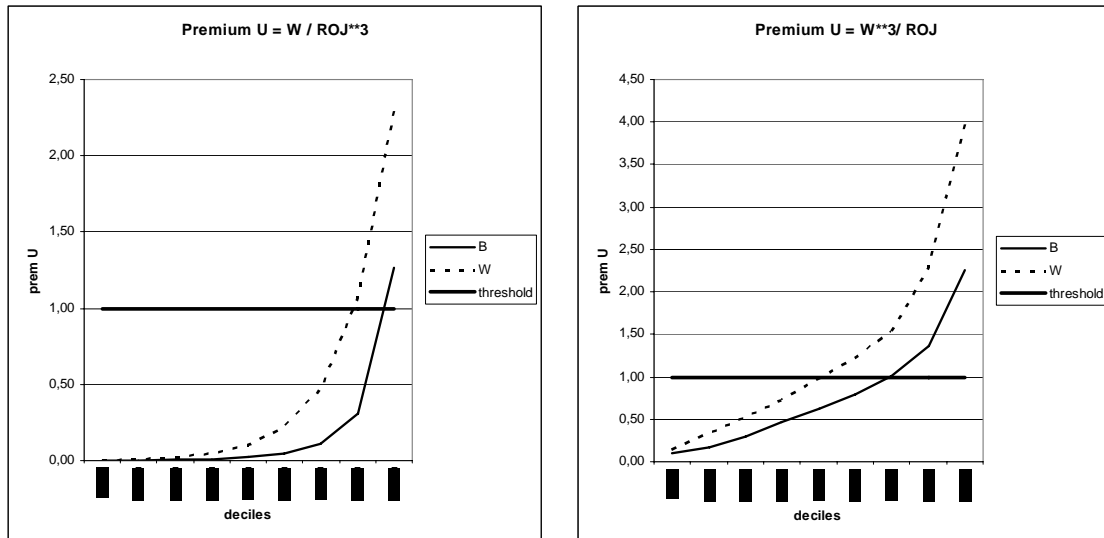 Premium U = W / ROJ**3
2,50
2,00
1,50
1,00
0,50
0,00
prem U
deciles
B
W
threshold
Premium U = W**3/ ROJ
4,50
4,00
3,50
3,00
2,50
2,00
1,50
1,00
0,50
0,00
prem U
deciles
B
W
threshold